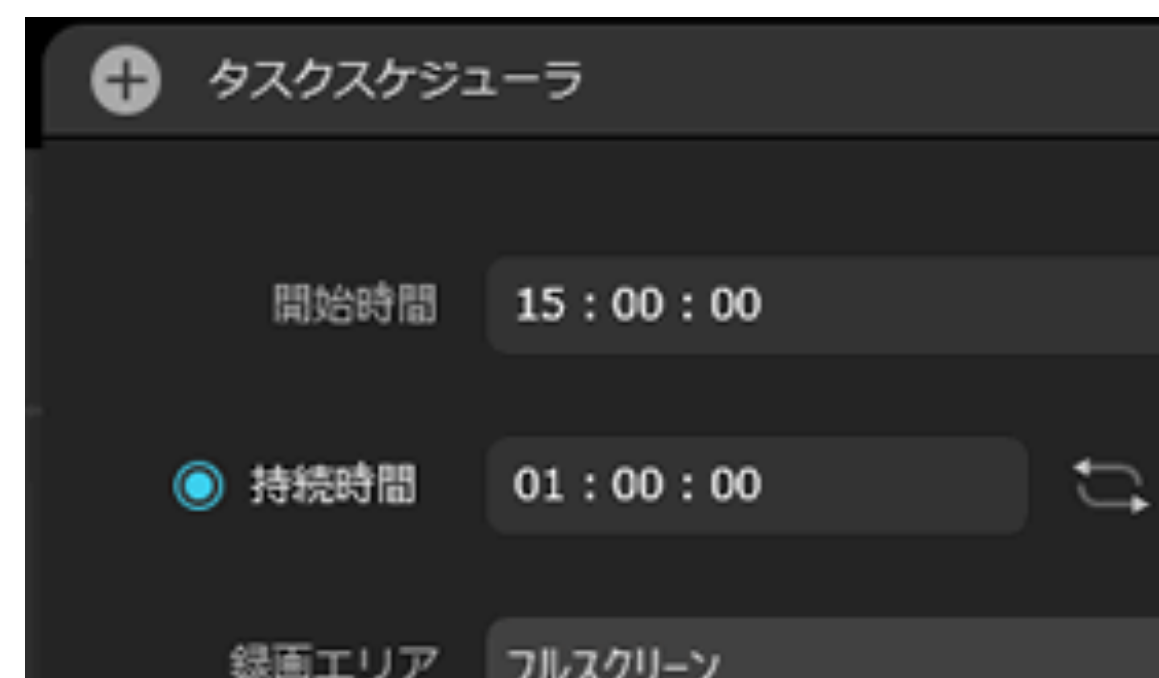 タスクスケジューラ
開始時間 15 : 00 : 00
持続時間 01 : 00 : 00
録画エリア フルスクリーン